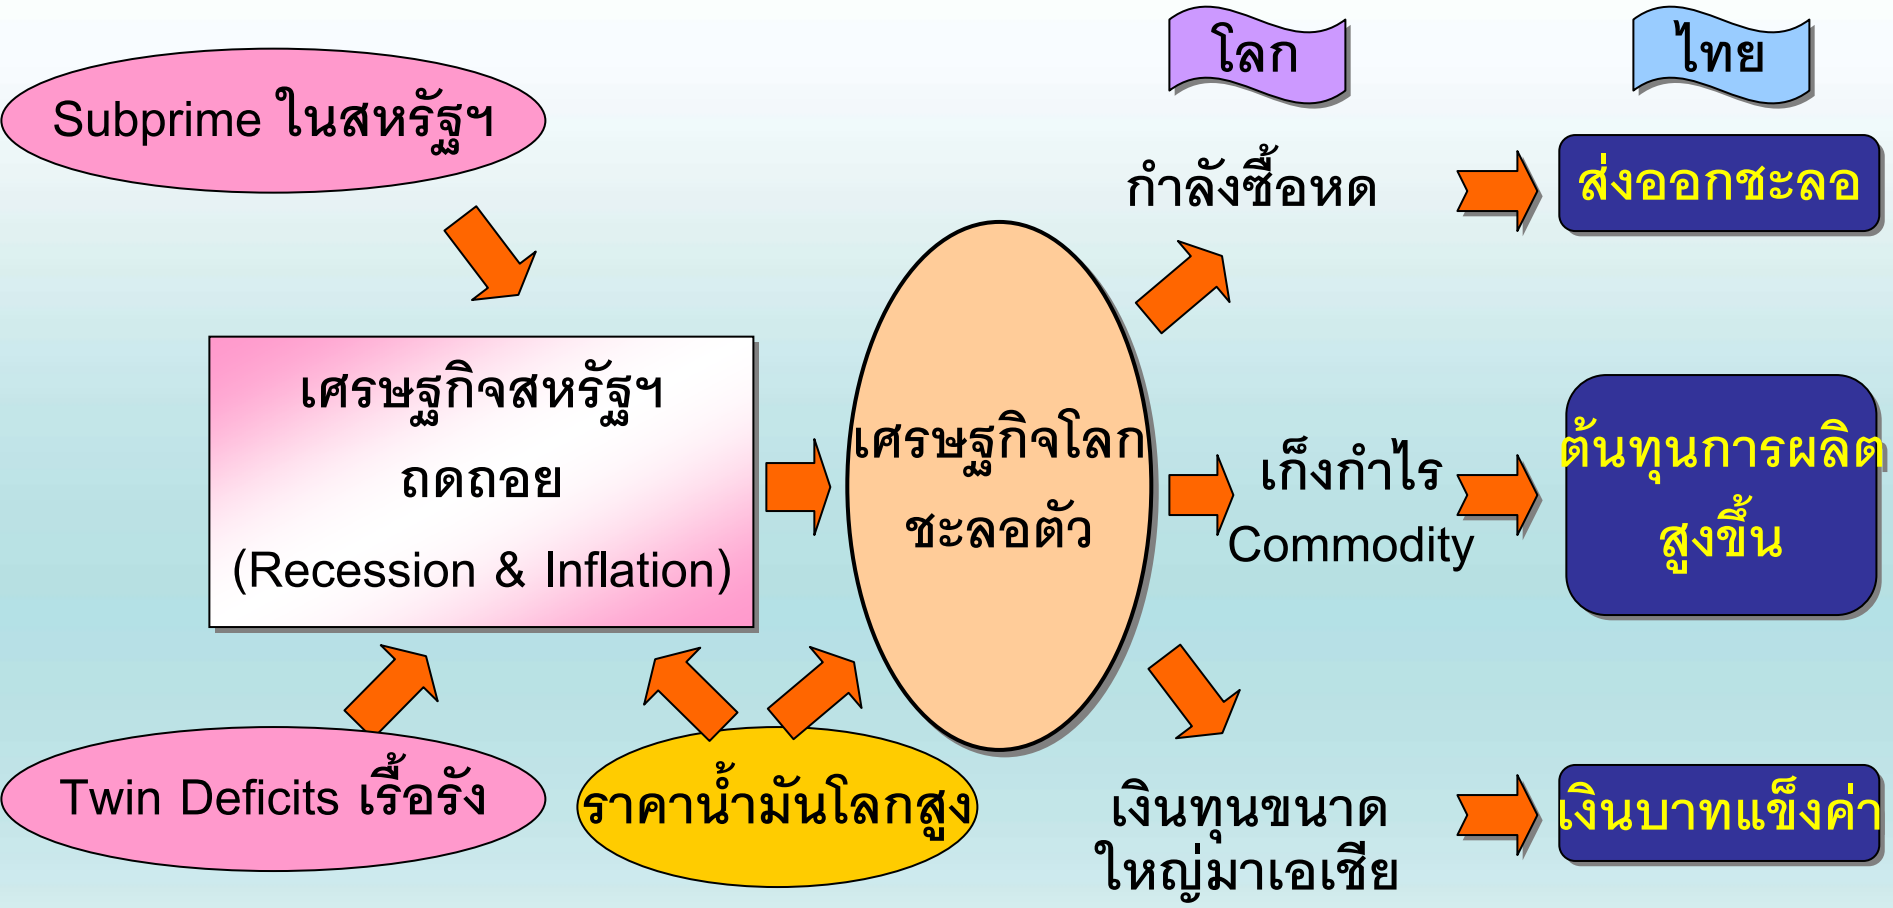 โลก
ไทย
Subprime ในสหรัฐฯ
กำลังซื้อหด
ส่งออกชะลอ
เศรษฐกิจสหรัฐฯ
ถดถอย
(Recession & Inflation)
เศรษฐกิจโลก
ชะลอตัว
เก็งกำไร
Commodity
ต้นทุนการผลิต
สูงขึ้น
Twin Deficits เรื้อรัง
ราคาน้ำมันโลกสูง
เงินทุนขนาด
ใหญ่มาเอเชีย
เงินบาทแข็งค่า